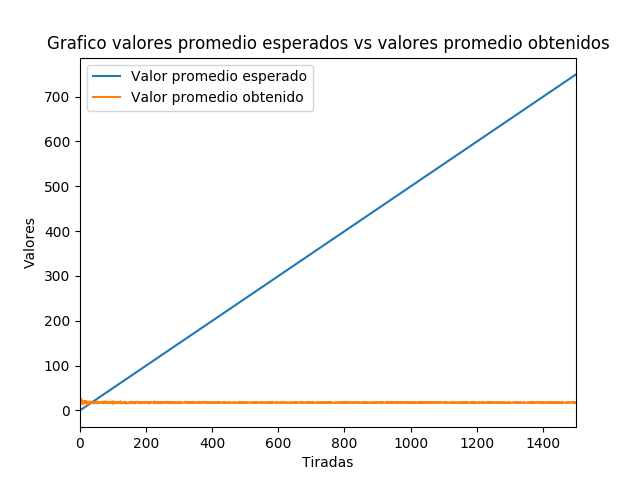 Grafico valores promedio esperados vs valores promedio obtenidos
Valor promedio esperado
Valor promedio obtenido
Valores
700
600
500
400
300
200
100
0
0 200 400 600 800 1000 1200 1400
Tiradas